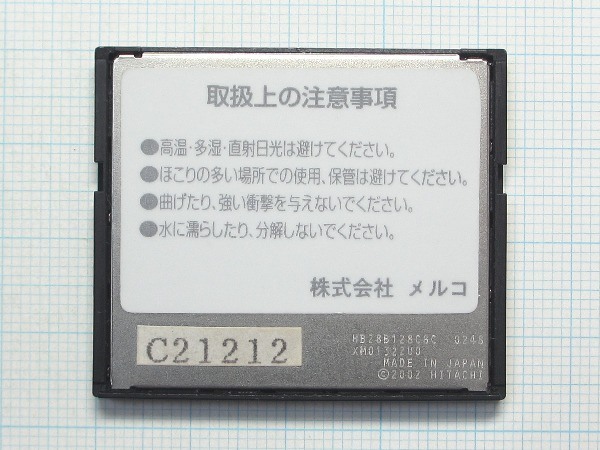 取扱上の注意事項
●高温・多湿・直射日光は避けてください。
●ほこりの多い場所での使用、保管は避けてください。
●曲げたり、強い衝撃を与えないでください。
●水に濡らしたり、分解しないでください。
株式会社 メルコ
C21212
HB28B128C8C 0248
XM01322U0
MADE IN JAPAN
©2002 HITACHI